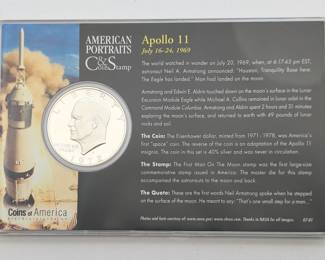 AMERICAN
PORTRAITS
Coin & Stamp
Apollo 11
July 16-24, 1969
The world watched in wonder on July 20, 1969, when, at 6:17:43 p.m. EST,
astronaut Neil A. Armstrong announced: "Houston, Tranquility Base here.
The Eagle has landed." Man had landed on the moon!
Armstrong and Edwin E. Aldrin touched down on the moon's surface in the Lunar
Excursion Module Eagle while Michael A. Collins remained in lunar orbit in the
Command Module Columbia. Armstrong and Aldrin spent 2 hours and 31 minutes
exploring the moon's surface, and returned to earth with 49 pounds of lunar
rocks and soil.
The Coin: The Eisenhower dollar, minted from 1971 - 1978, was America's
first "space" coin. The reverse of the coin is an adaptation of the Apollo 11
insignia. The coin in this set is 40% silver and was never in circulation.
The Stamp: The First Man On The Moon stamp was the first large-size
commemorative stamp issued in America. The master die for this stamp
accompanied the astronauts to the moon and back.
The Quote: These are the first words Neil Armstrong spoke when he stepped
on the surface of the moon. He meant to say: "That's one small step for a man..."
Coins of America